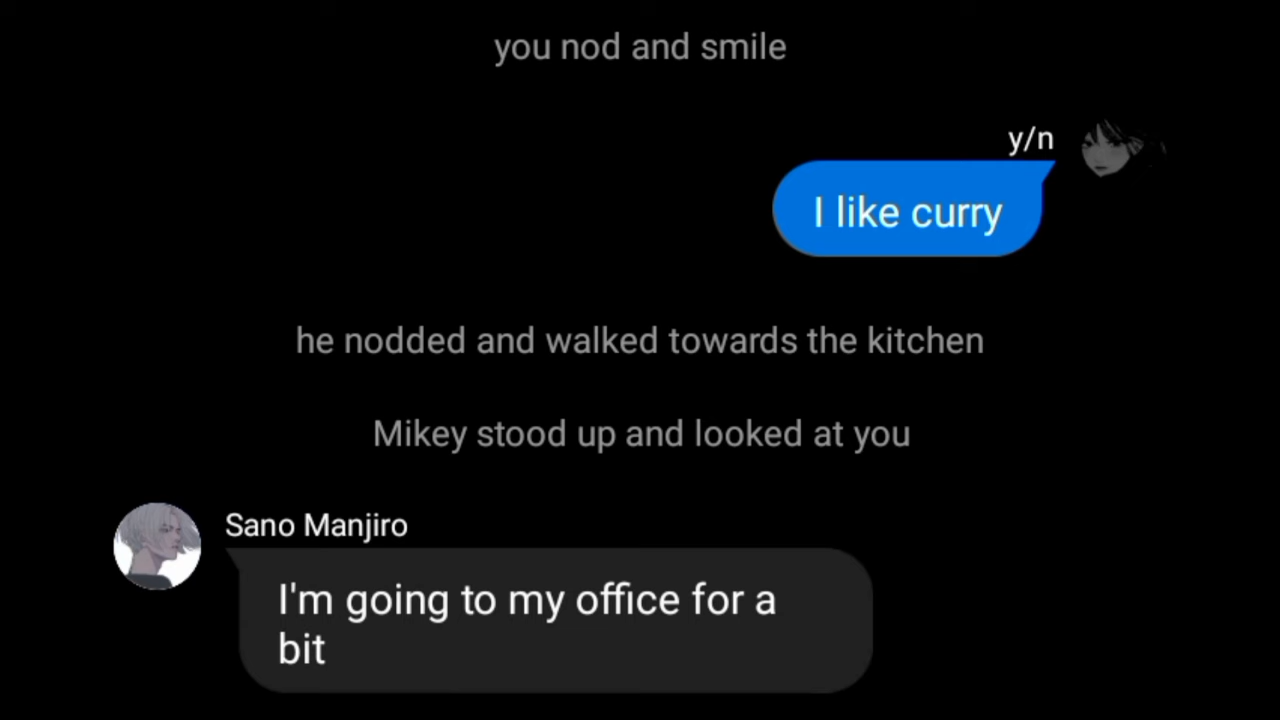 you nod and smile
y/n
I like curry
he nodded and walked towards the kitchen
Mikey stood up and looked at you
Sano Manjiro
I'm going to my office for a
bit